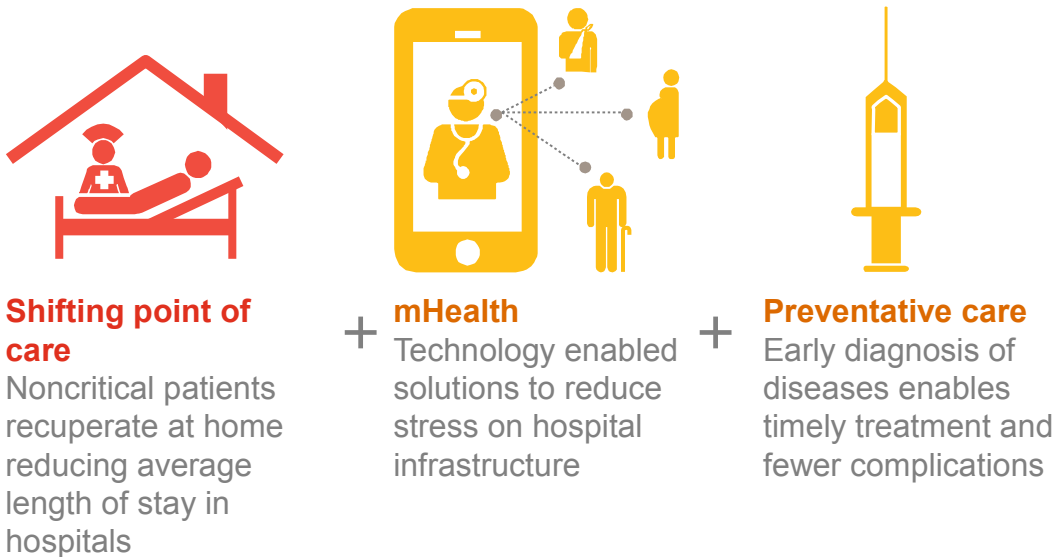 Shifting point of
care
Noncritical patients
recuperate at home
reducing average
length of stay in
hospitals
+
mHealth
Technology enabled
solutions to reduce
stress on hospital
infrastructure
+
Preventative care
Early diagnosis of
diseases enables
timely treatment and
fewer complications